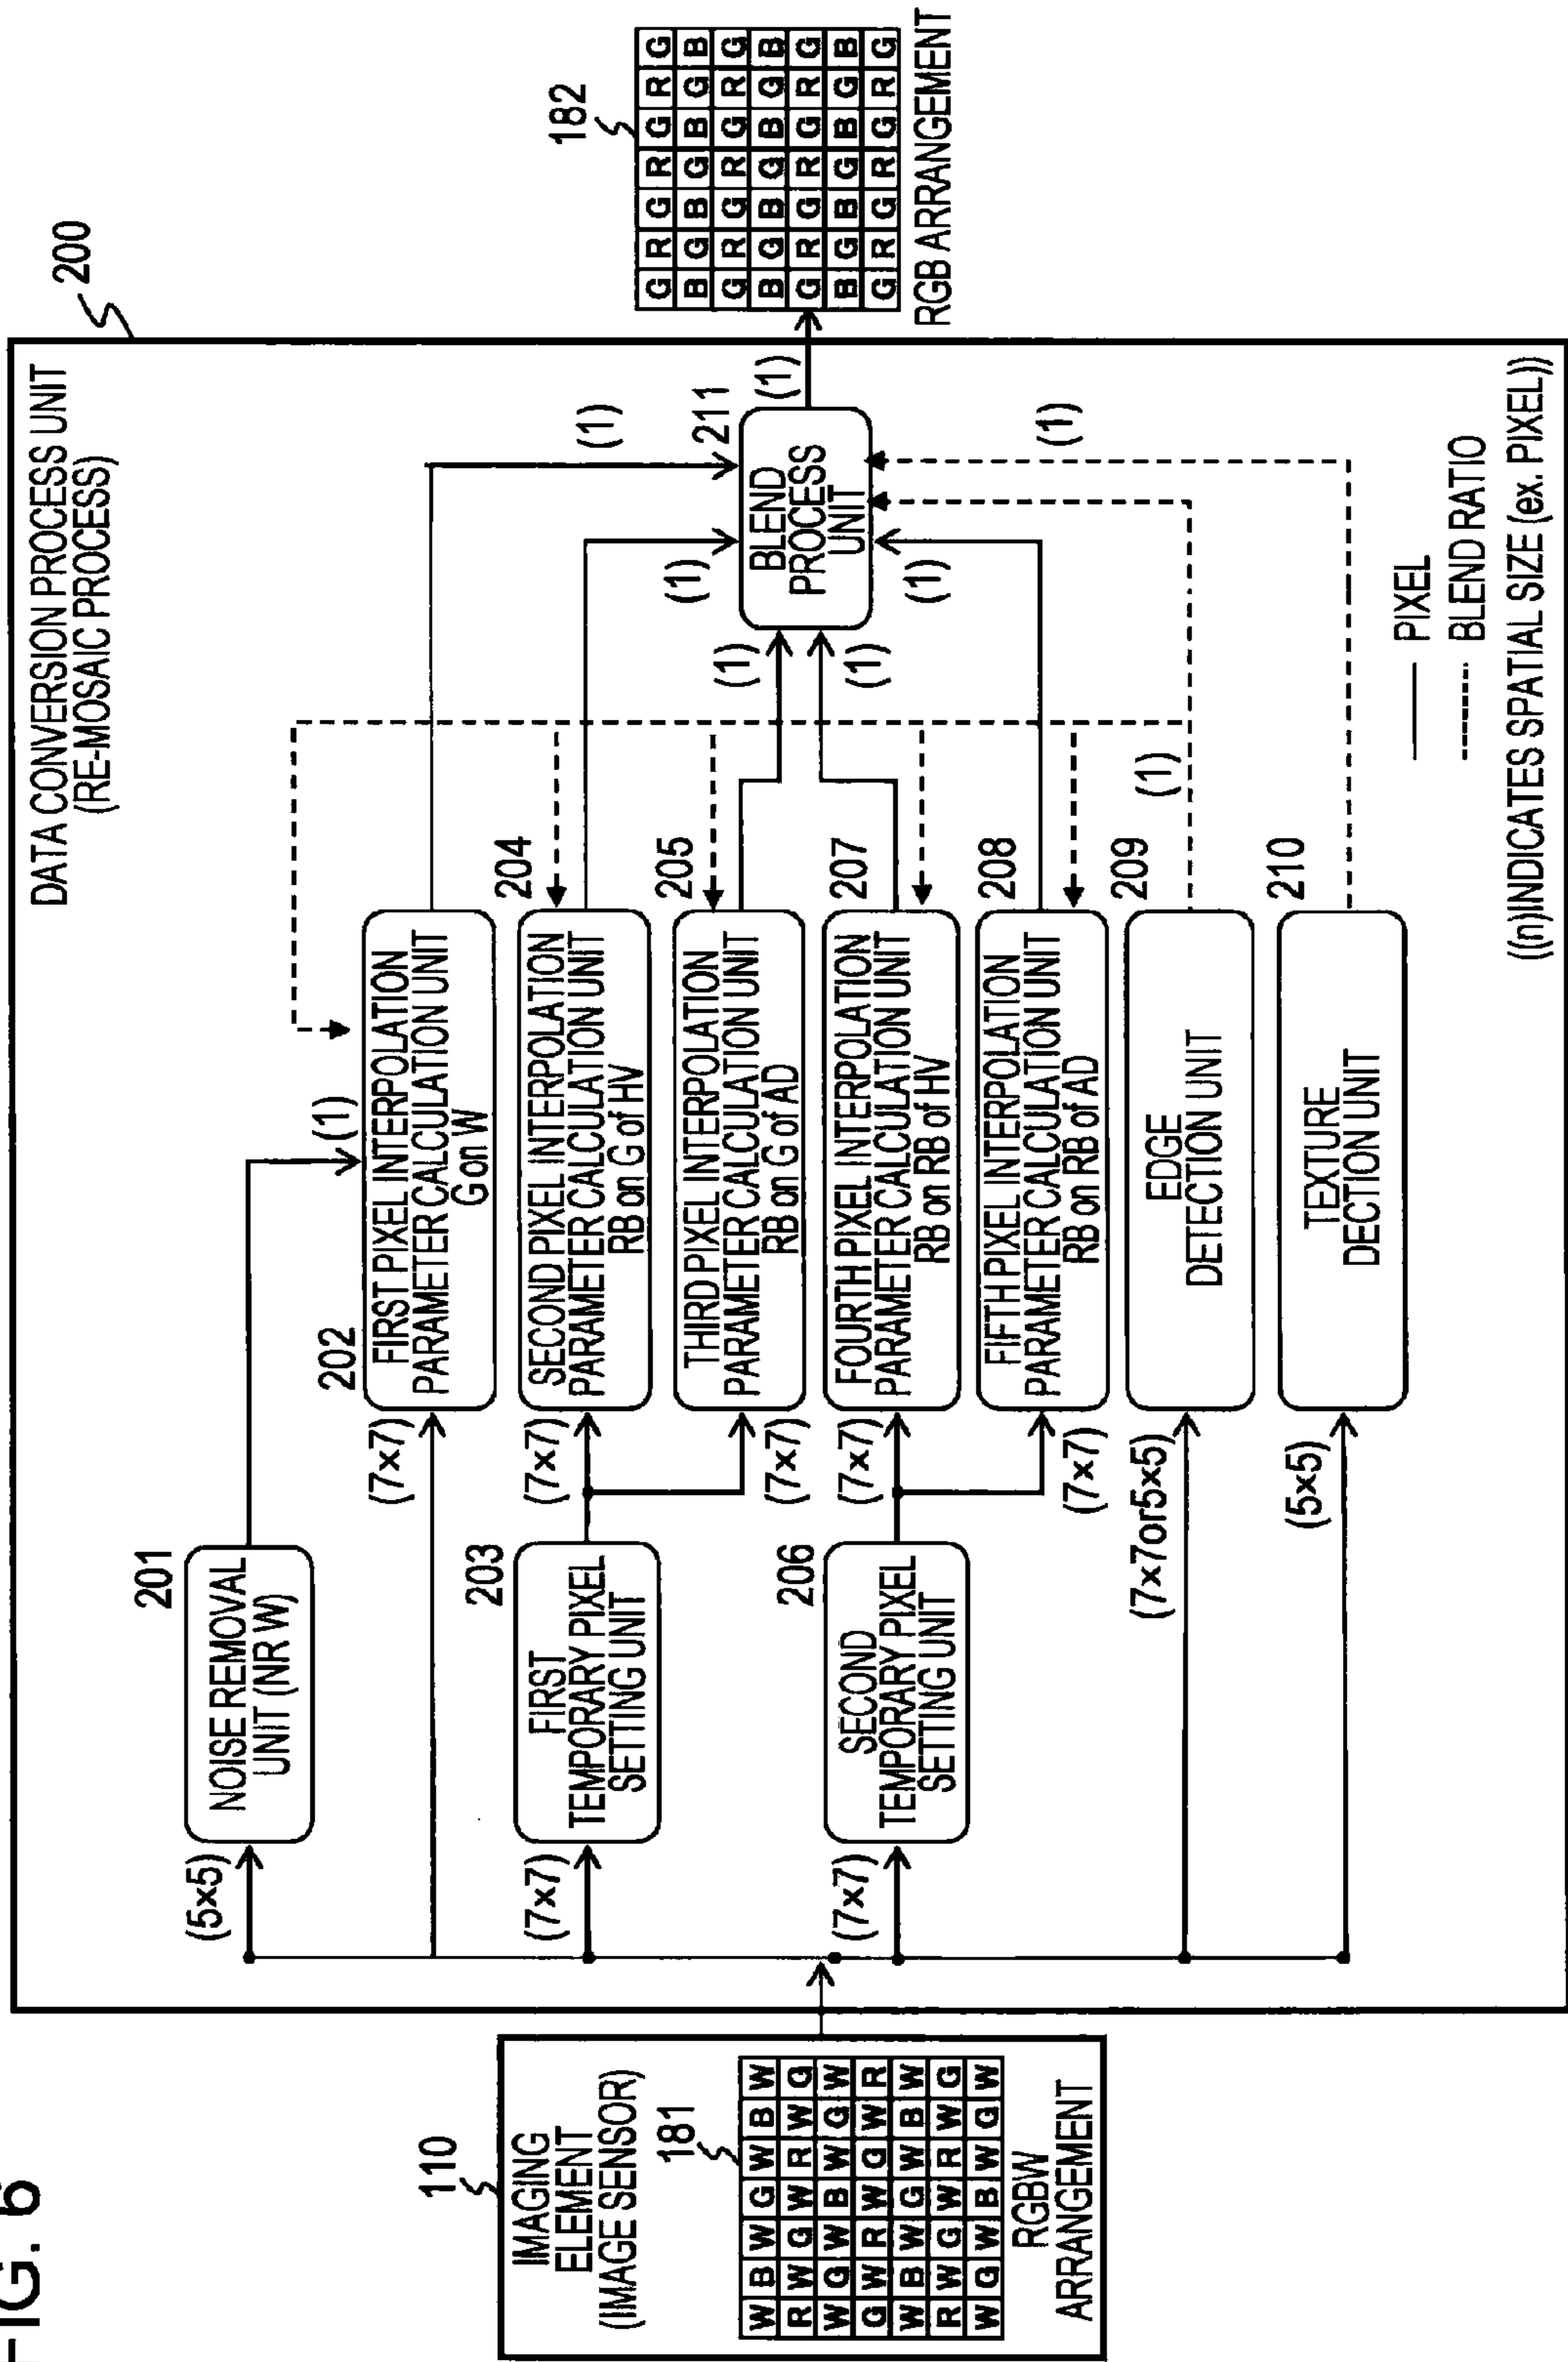 FIG. 6
110
IMAGING
ELEMENT
(IMAGE SENSOR)
181
W B W G W B W
R W G W R W G
W G W B W G W
G W R W G W R
W B W G W B W
R W G W R W G
W G W B W G W
RGBW
ARRANGEMENT
200
DATA CONVERSION PROCESS UNIT
(RE-MOSAIC PROCESS)
(5×5)
201
NOISE REMOVAL
UNIT (NR W)
(1)
(7×7)
202
FIRST PIXEL INTERPOLATION
PARAMETER CALCULATION UNIT
G on W
(1)
(7×7)
203
FIRST
TEMPORARY PIXEL
SETTING UNIT
(7×7)
204
SECOND PIXEL INTERPOLATION
PARAMETER CALCULATION UNIT
RB on G of HV
(1)
(7×7)
205
THIRD PIXEL INTERPOLATION
PARAMETER CALCULATION UNIT
RB on G of AD
(1)
(7×7)
206
SECOND
TEMPORARY PIXEL
SETTING UNIT
(7×7)
207
FOURTH PIXEL INTERPOLATION
PARAMETER CALCULATION UNIT
RB on RB of HV
(1)
(7×7)
208
FIFTH PIXEL INTERPOLATION
PARAMETER CALCULATION UNIT
RB on RB of AD
(1)
(7×7or5×5)
209
EDGE
DETECTION UNIT
(1)
(5×5)
210
TEXTURE
DECTION UNIT
(1)
211
BLEND
PROCESS
UNIT
(1)
182
G R G R G R G
B G B G B G B
G R G R G R G
B G B G B G B
G R G R G R G
B G B G B G B
G R G R G R G
RGB ARRANGEMENT
PIXEL
BLEND RATIO
((n)INDICATES SPATIAL SIZE (ex. PIXEL))